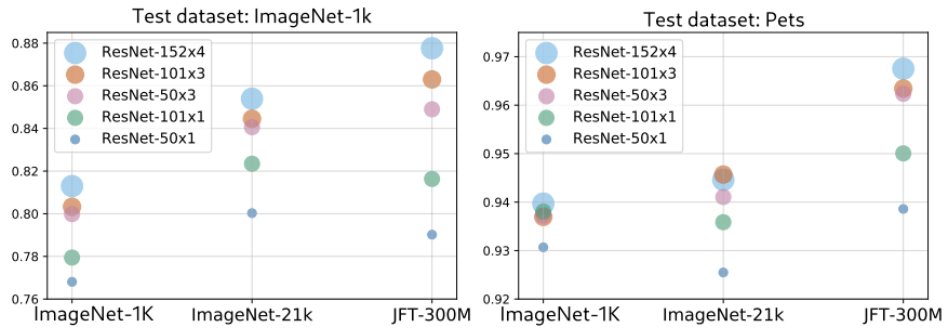 Test dataset: ImageNet-1k
0.88
0.86
0.84
0.82
0.80
0.78
0.76
ResNet-152x4
ResNet-101x3
ResNet-50x3
ResNet-101x1
ResNet-50x1
ImageNet-1K
ImageNet-21k
JFT-300M
Test dataset: Pets
0.97
0.96
0.95
0.94
0.93
0.92
ResNet-152x4
ResNet-101x3
ResNet-50x3
ResNet-101x1
ResNet-50x1
ImageNet-1K
ImageNet-21k
JFT-300M